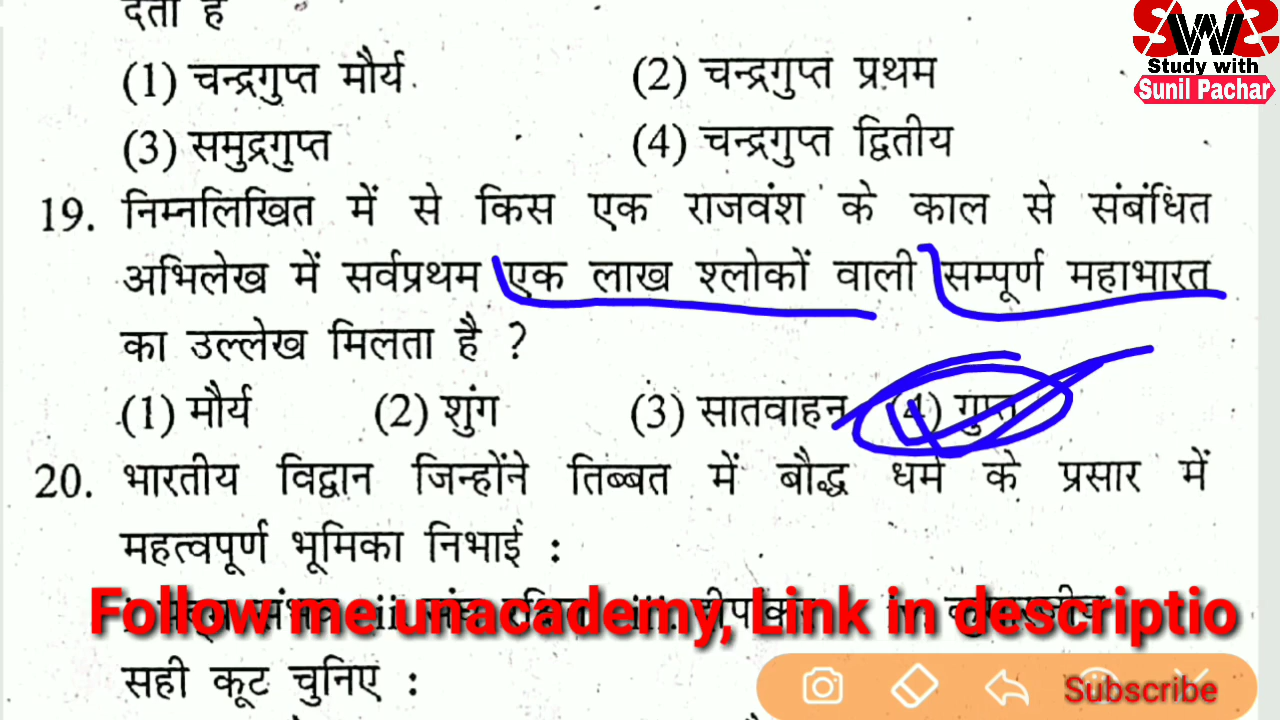 देता है
(1) चन्द्रगुप्त मौर्य (2) चन्द्रगुप्त प्रथम
(3) समुद्रगुप्त (4) चन्द्रगुप्त द्वितीय
19. निम्नलिखित में से किस एक राजवंश के काल से संबंधित
अभिलेख में सर्वप्रथम एक लाख श्लोकों वाली सम्पूर्ण महाभारत
का उल्लेख मिलता है ?
(1) मौर्य (2) शुंग (3) सातवाहन (4) गुप्त
20. भारतीय विद्वान जिन्होंने तिब्बत में बौद्ध धर्म के प्रसार में
महत्वपूर्ण भूमिका निभाई :
Follow me unacademy, Link in descriptio
सही कूट चुनिए :
Subscribe
SWS
Study with
Sunil Pachar